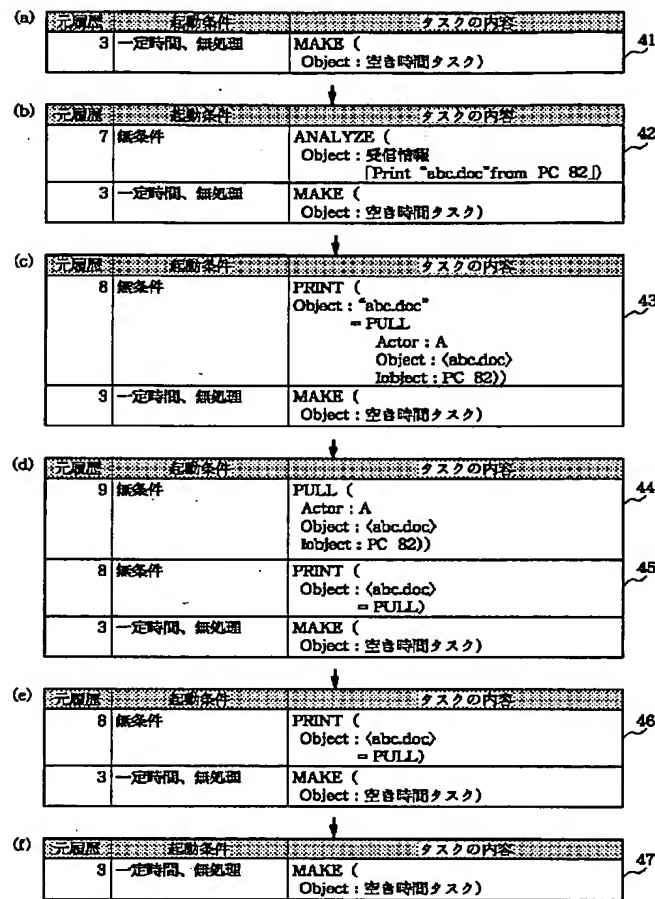 (a) 元履歴 起動条件 タスクの内容
3 一定時間、無処理 MAKE ( 41
Object : 空き時間タスク)
(b) 元履歴 起動条件 タスクの内容
7 無条件 ANALYZE ( 42
Object : 受信情報
「Print "abc.doc"from PC 82」)
3 一定時間、無処理 MAKE (
Object : 空き時間タスク)
(c) 元履歴 起動条件 タスクの内容
8 無条件 PRINT ( 43
Object : "abc.doc"
= PULL
Actor : A
Object : 〈abc.doc〉
Iobject : PC 82))
3 一定時間、無処理 MAKE (
Object : 空き時間タスク)
(d) 元履歴 起動条件 タスクの内容
9 無条件 PULL ( 44
Actor : A
Object : 〈abc.doc〉
Iobject : PC 82))
8 無条件 PRINT ( 45
Object : 〈abc.doc〉
= PULL)
3 一定時間、無処理 MAKE (
Object : 空き時間タスク)
(e) 元履歴 起動条件 タスクの内容
8 無条件 PRINT ( 46
Object : 〈abc.doc〉
= PULL)
3 一定時間、無処理 MAKE (
Object : 空き時間タスク)
(f) 元履歴 起動条件 タスクの内容
3 一定時間、無処理 MAKE ( 47
Object : 空き時間タスク)